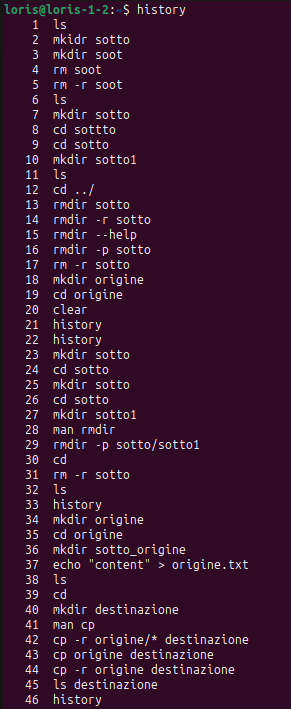 loris@loris-1-2:~$ history
1 ls
2 mkidr sotto
3 mkdir soot
4 rm soot
5 rm -r soot
6 ls
7 mkdir sotto
8 cd sottto
9 cd sotto
10 mkdir sotto1
11 ls
12 cd ../
13 rmdir sotto
14 rmdir -r sotto
15 rmdir --help
16 rmdir -p sotto
17 rm -r sotto
18 mkdir origine
19 cd origine
20 clear
21 history
22 history
23 mkdir sotto
24 cd sotto
25 mkdir sotto
26 cd sotto
27 mkdir sotto1
28 man rmdir
29 rmdir -p sotto/sotto1
30 cd
31 rm -r sotto
32 ls
33 history
34 mkdir origine
35 cd origine
36 mkdir sotto_origine
37 echo "content" > origine.txt
38 ls
39 cd
40 mkdir destinazione
41 man cp
42 cp -r origine/* destinazione
43 cp origine destinazione
44 cp -r origine destinazione
45 ls destinazione
46 history